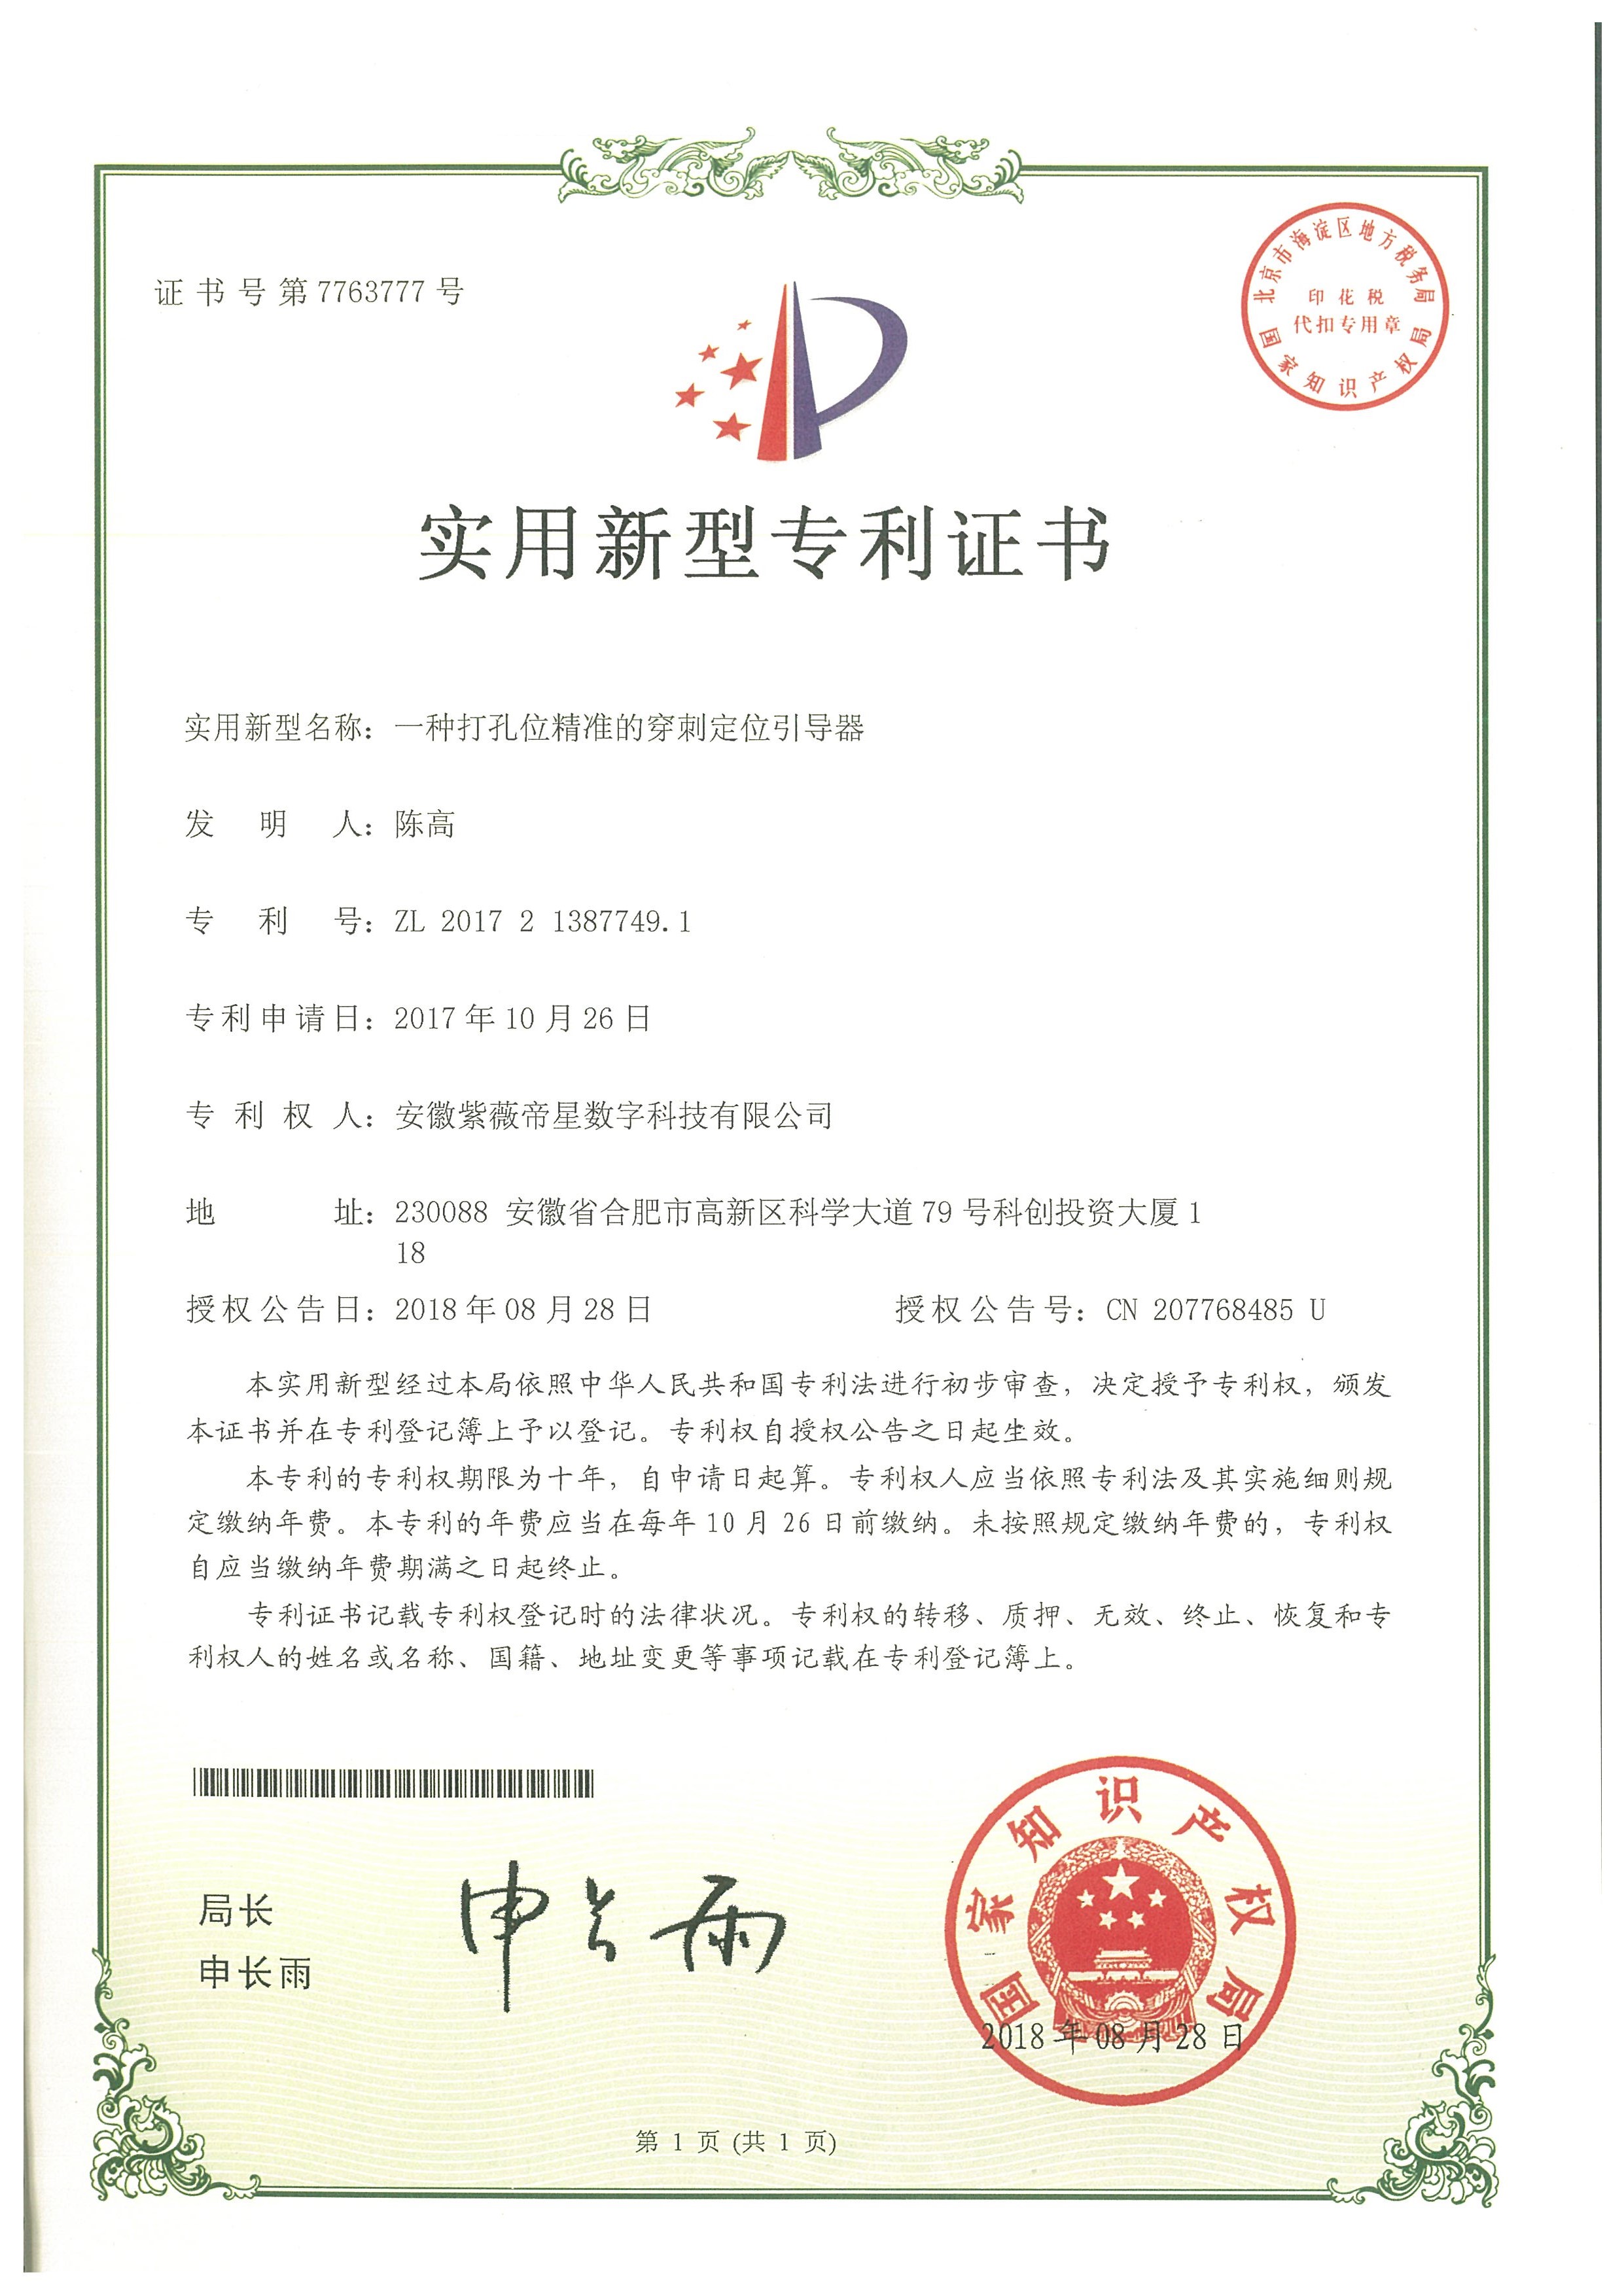 证书号第7763777号
北京市海淀区地方税务局
印花税
代扣专用章
国家知识产权局
实用新型专利证书
实用新型名称：一种打孔位精准的穿刺定位引导器
发明人：陈高
专利号：ZL 2017 2 1387749.1
专利申请日：2017年10月26日
专利权人：安徽紫薇帝星数字科技有限公司
地址：230088 安徽省合肥市高新区科学大道79号科创投资大厦1
18
授权公告日：2018年08月28日 授权公告号：CN 207768485 U
本实用新型经过本局依照中华人民共和国专利法进行初步审查，决定授予专利权，颁发
本证书并在专利登记簿上予以登记。专利权自授权公告之日起生效。
本专利的专利权期限为十年，自申请日起算。专利权人应当依照专利法及其实施细则规
定缴纳年费。本专利的年费应当在每年10月26日前缴纳。未按照规定缴纳年费的，专利权
自应当缴纳年费期满之日起终止。
专利证书记载专利权登记时的法律状况。专利权的转移、质押、无效、终止、恢复和专
利权人的姓名或名称、国籍、地址变更等事项记载在专利登记簿上。
局长
申长雨
申长雨
国家知识产权局
2018年08月28日
第 1 页 (共 1 页)